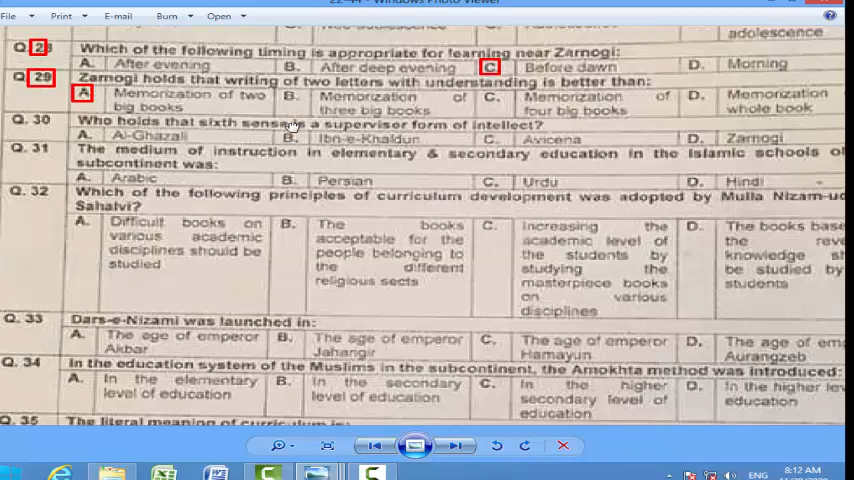 22-44 - Windows Photo Viewer
File Print E-mail Burn Open
adolescence
Q. 28 Which of the following timing is appropriate for learning near Zarnogi:
A. After evening B. After deep evening C. Before dawn D. Morning
Q. 29 Zarnogi holds that writing of two letters with understanding is better than:
A. Memorization of two B. Memorization of C. Memorization of D. Memorization
big books three big books four big books whole book
Q. 30 Who holds that sixth sense is a supervisor form of intellect?
A. Al-Ghazali B. Ibn-e-Khaldun C. Avicena D. Zarnogi
Q. 31 The medium of instruction in elementary & secondary education in the Islamic schools of
subcontinent was:
A. Arabic B. Persian C. Urdu D. Hindi
Q. 32 Which of the following principles of curriculum development was adopted by Mulla Nizam-ud
Sahalvi?
A. Difficult books on B. The books C. Increasing the D. The books base
various academic acceptable for the academic level of the reve
disciplines should be people belonging to the students by knowledge sh
studied the different studying the be studied by
religious sects masterpiece books students
on various
disciplines
Q. 33 Dars-e-Nizami was launched in:
A. The age of emperor B. The age of emperor C. The age of emperor D. The age of em
Akbar Jahangir Hamayun Aurangzeb
Q. 34 In the education system of the Muslims in the subcontinent, the Amokhta method was introduced:
A. In the elementary B. In the secondary C. In the higher D. In the higher le
level of education level of education secondary level of education
education
Q. 35 The literal meaning of curriculum is:
ENG 8:12 AM